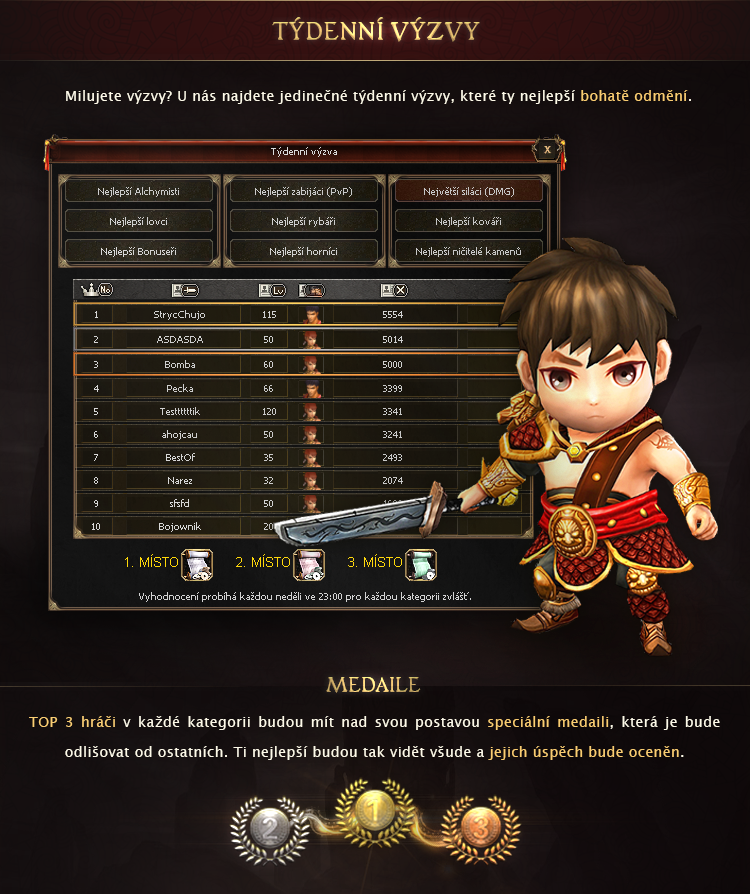 TÝDENNÍ VÝZVY
Milujete výzvy? U nás najdete jedinečné týdenní výzvy, které ty nejlepší bohatě odmění.
Týdenní výzva
X
Nejlepší Alchymisti
Nejlepší zabijáci (PvP)
Největší siláci (DMG)
Nejlepší lovci
Nejlepší rybáři
Nejlepší kováři
Nejlepší Bonuseři
Nejlepší horníci
Nejlepší ničitelé kamenů
No Lv
1 StrycChujo 115 5554
2 ASDASDA 50 5014
3 Bomba 60 5000
4 Pecka 66 3399
5 Testttttik 120 3341
6 ahojcau 50 3241
7 BestOf 35 2493
8 Narez 32 2074
9 sfsfd 50
10 Bojownik
1. MÍSTO 2. MÍSTO 3. MÍSTO
Vyhodnocení probíhá každou neděli ve 23:00 pro každou kategorii zvlášť.
MEDAILE
TOP 3 hráči v každé kategorii budou mít nad svou postavou speciální medaili, která je bude
odlišovat od ostatních. Ti nejlepší budou tak vidět všude a jejich úspěch bude oceněn.
2 1 3